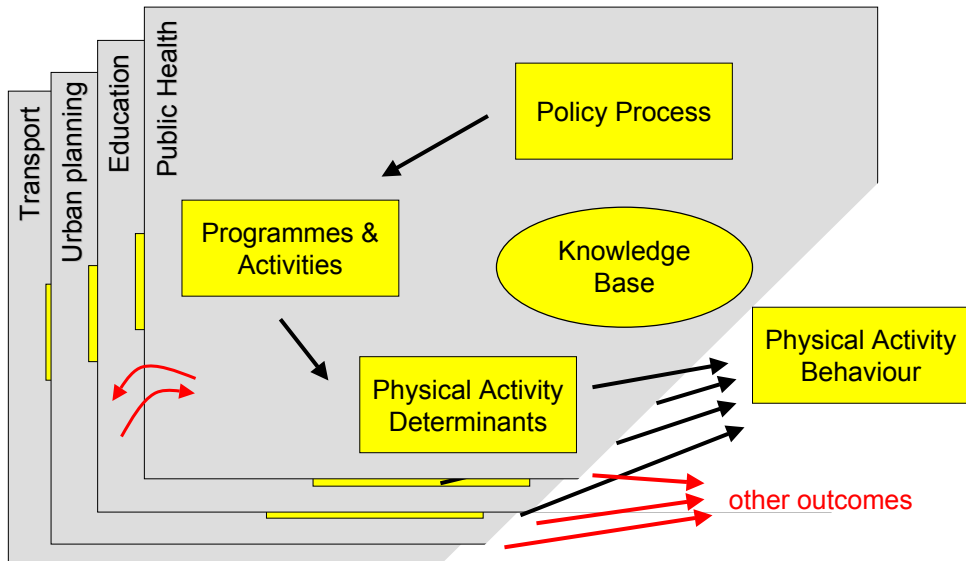 Transport
Urban planning
Education
Public Health
Policy Process
Programmes &
Activities
Knowledge
Base
Physical Activity
Behaviour
Physical Activity
Determinants
other outcomes